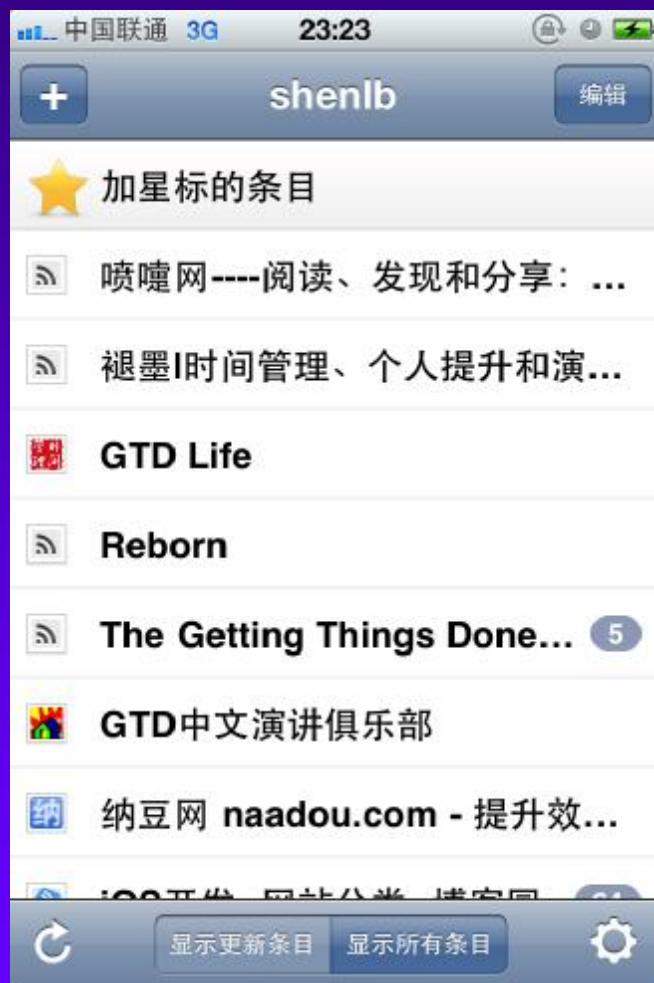 中国联通 3G 23:23
+ shenlb 编辑
加星标的条目
喷嚏网----阅读、发现和分享：...
褪墨|时间管理、个人提升和演...
GTD Life
Reborn
The Getting Things Done... 5
GTD中文演讲俱乐部
纳
纳豆网 naadou.com - 提升效...
显示更新条目 显示所有条目